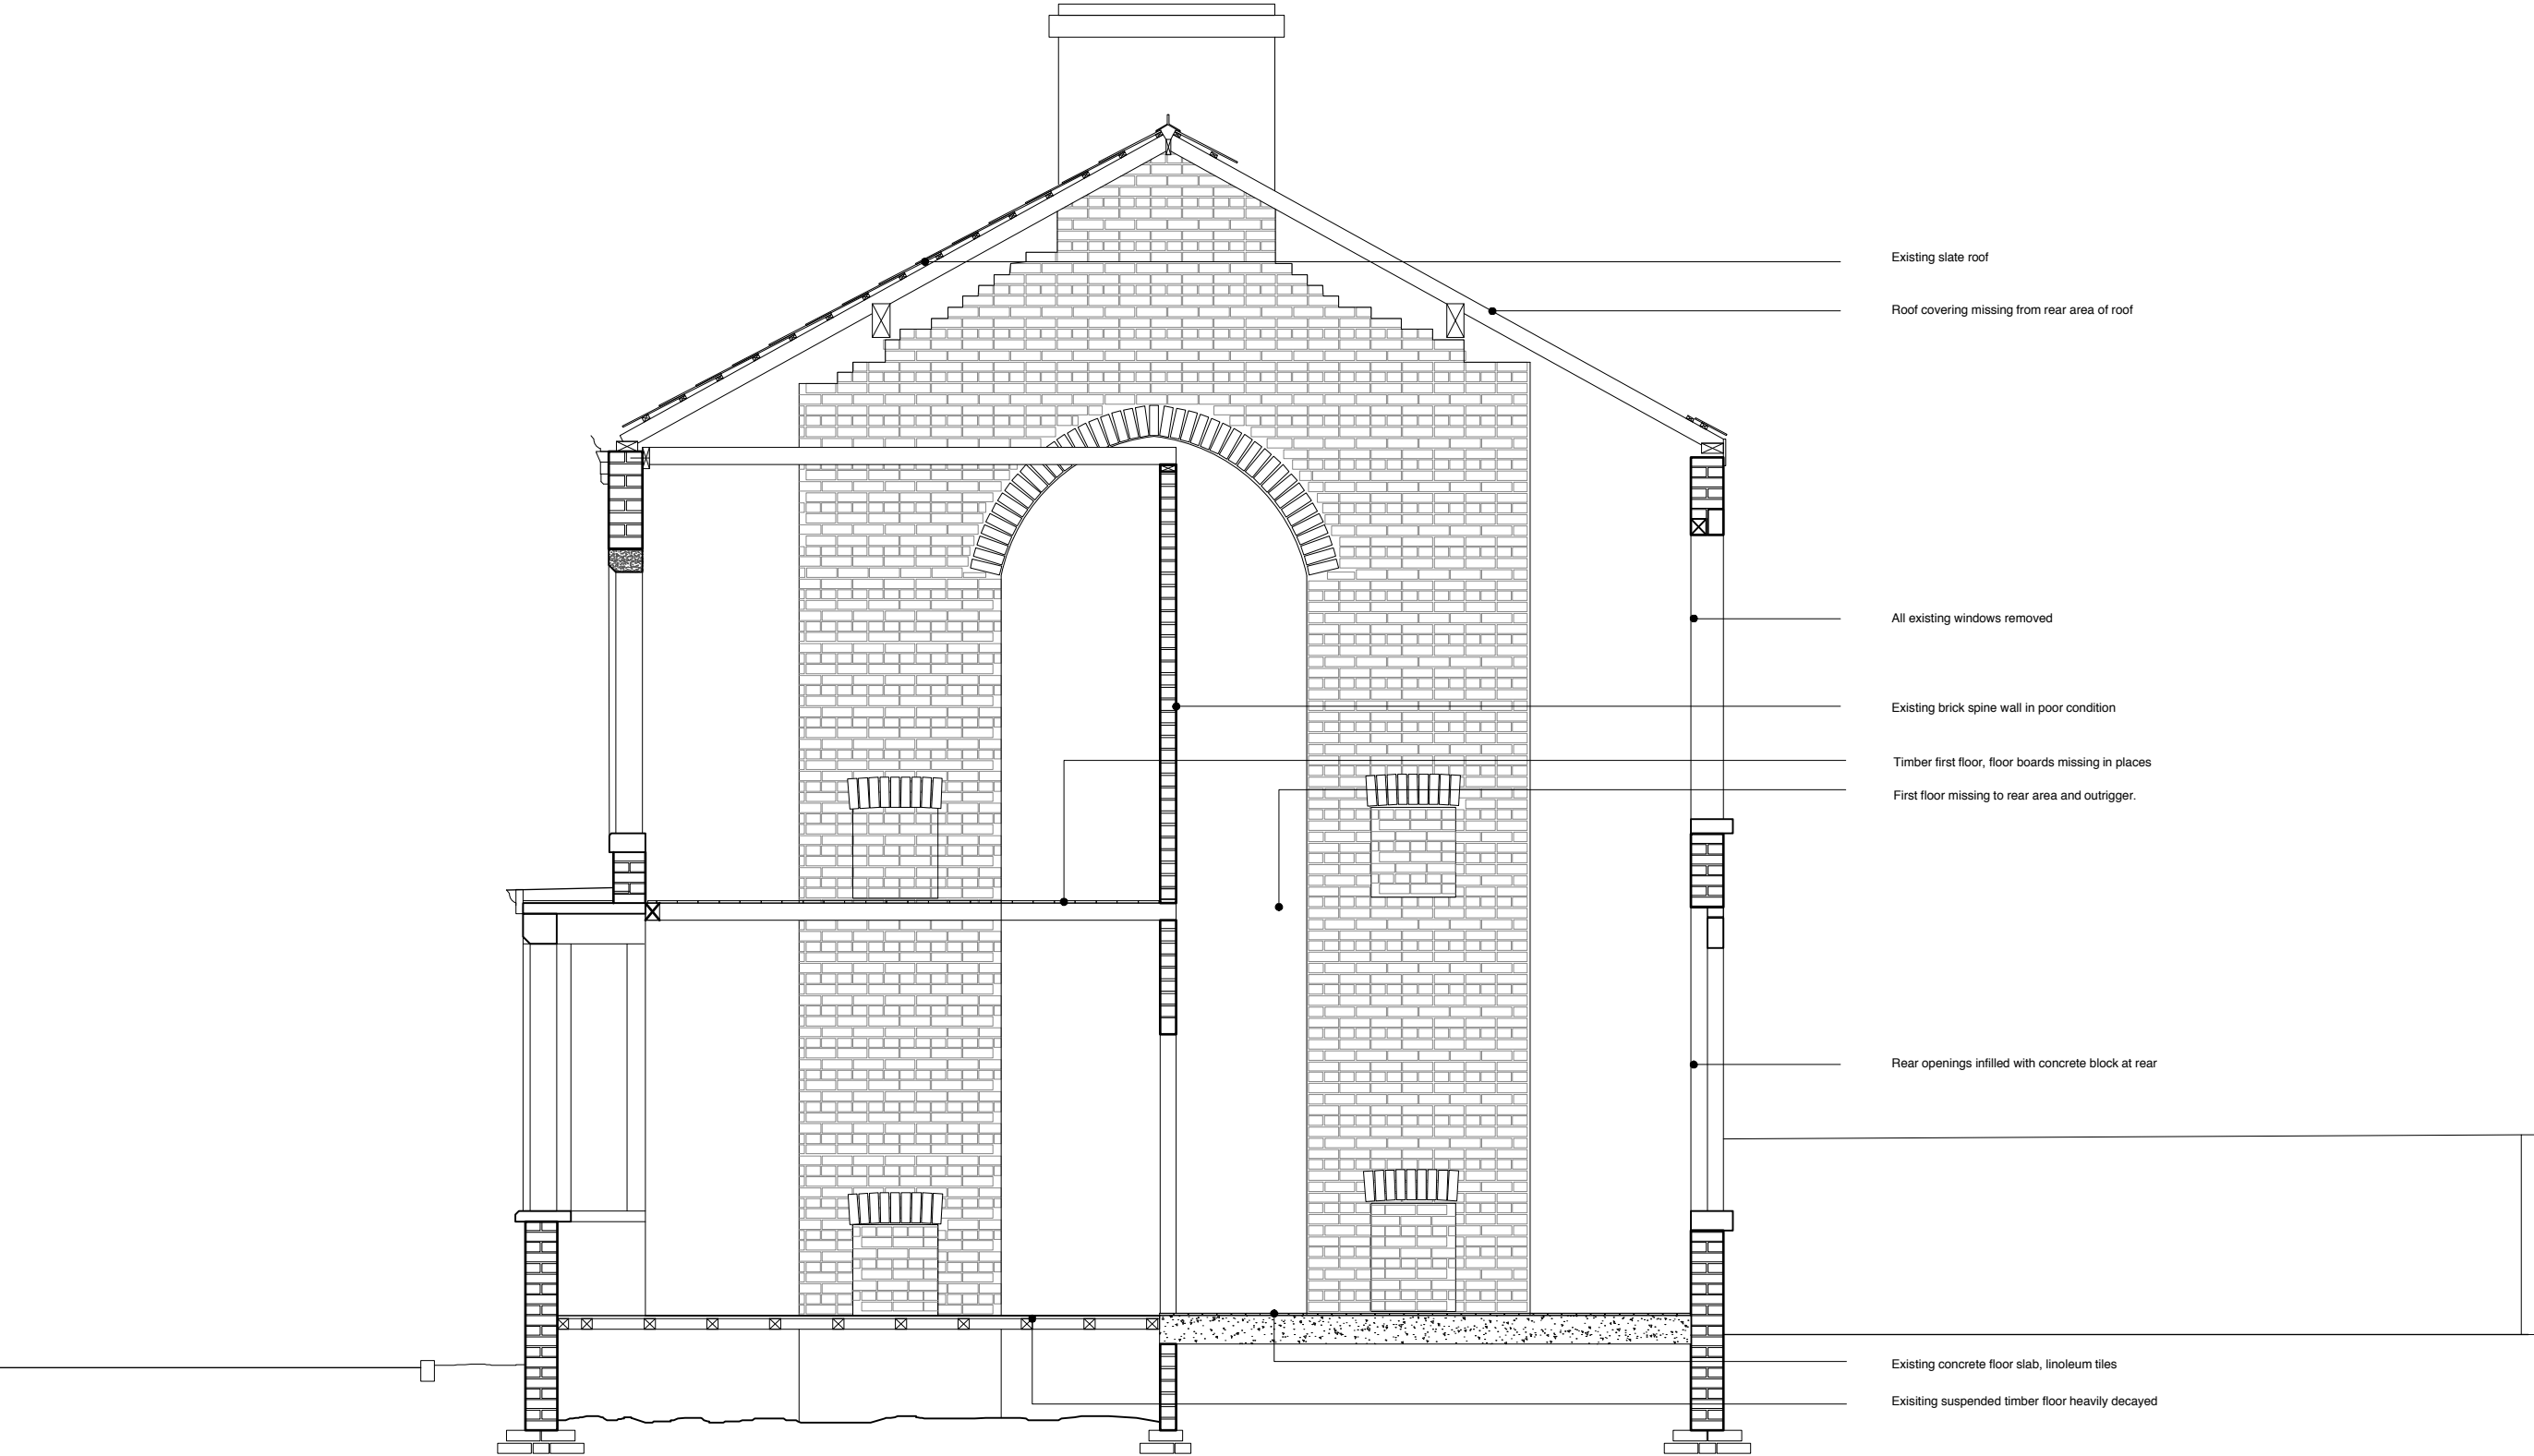 Existing slate roof
Roof covering missing from rear area of roof
All existing windows removed
Existing brick spine wall in poor condition
Timber first floor, floor boards missing in places
First floor missing to rear area and outrigger.
Rear openings infilled with concrete block at rear
Existing concrete floor slab, linoleum tiles
Exisiting suspended timber floor heavily decayed